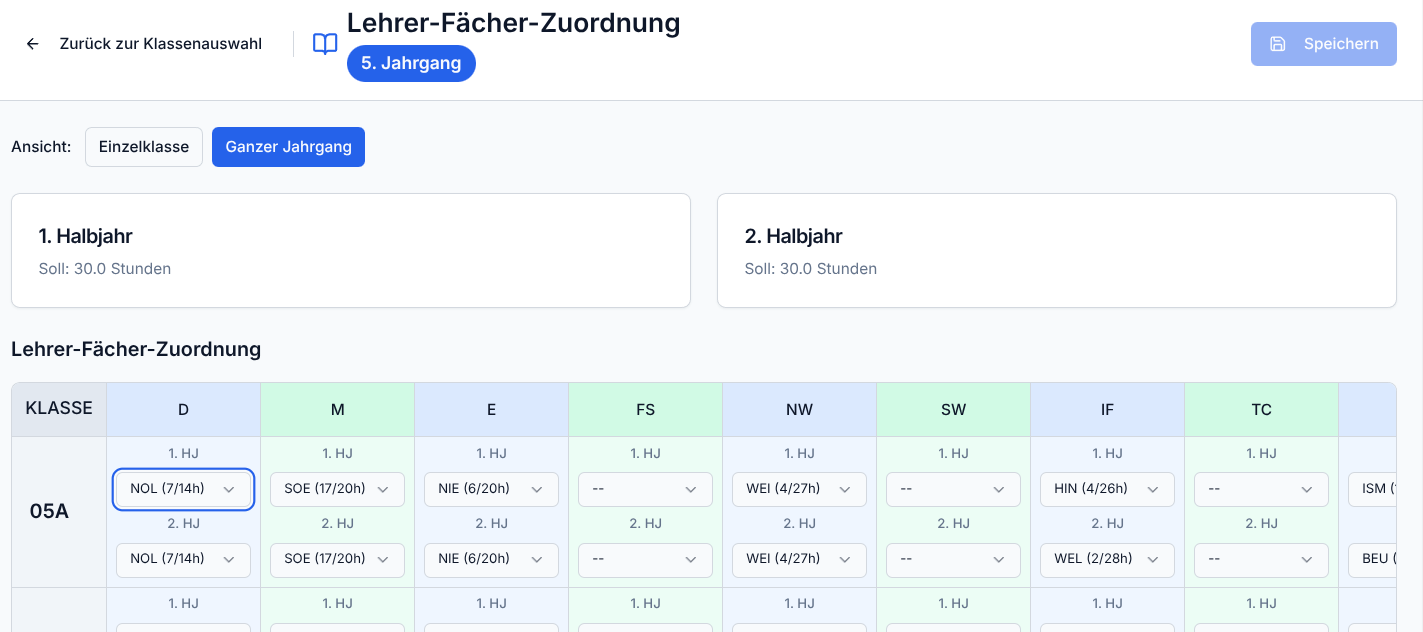 Lehrer-Fächer-Zuordnung
Zurück zur Klassenauswahl
5. Jahrgang
Speichern
Ansicht: Einzelklasse Ganzer Jahrgang
1. Halbjahr
Soll: 30.0 Stunden
2. Halbjahr
Soll: 30.0 Stunden
Lehrer-Fächer-Zuordnung
KLASSE D M E FS NW SW IF TC
1. HJ 1. HJ 1. HJ 1. HJ 1. HJ 1. HJ 1. HJ 1. HJ
NOL (7/14h) SOE (17/20h) NIE (6/20h) -- WEI (4/27h) -- HIN (4/26h) -- ISM (
05A
2. HJ 2. HJ 2. HJ 2. HJ 2. HJ 2. HJ 2. HJ 2. HJ
NOL (7/14h) SOE (17/20h) NIE (6/20h) -- WEI (4/27h) -- WEL (2/28h) -- BEU (
1. HJ 1. HJ 1. HJ 1. HJ 1. HJ 1. HJ 1. HJ 1. HJ